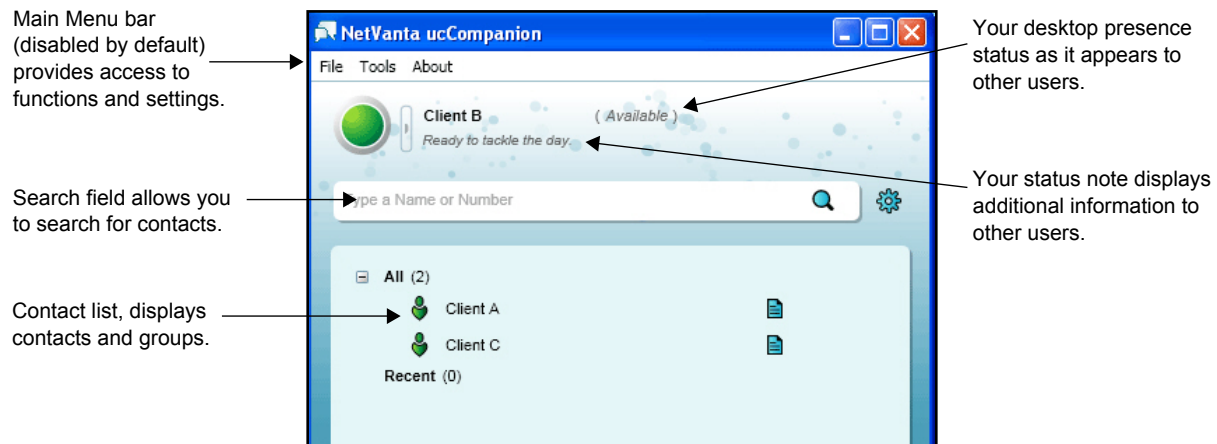 Main Menu bar
(disabled by default)
provides access to
functions and settings.
Search field allows you
to search for contacts.
Contact list, displays
contacts and groups.
NetVanta ucCompanion
File Tools About
Client B ( Available )
Ready to tackle the day.
Type a Name or Number
All (2)
Client A
Client C
Recent (0)
Your desktop presence
status as it appears to
other users.
Your status note displays
additional information to
other users.